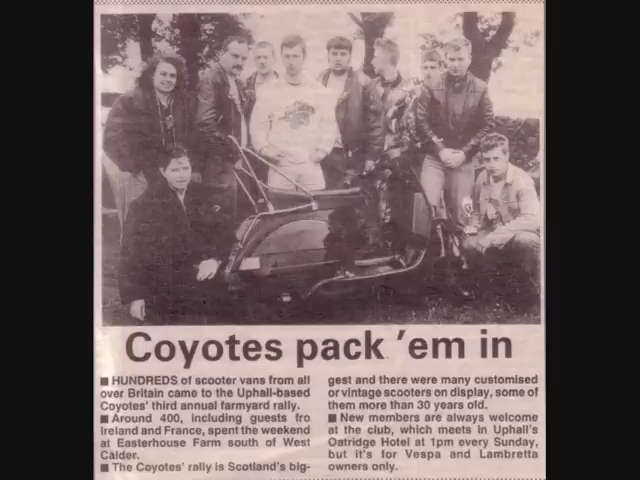 Coyotes pack 'em in
■ HUNDREDS of scooter vans from all
over Britain came to the Uphall-based
Coyotes' third annual farmyard rally.
■ Around 400, including guests fro
Ireland and France, spent the weekend
at Easterhouse Farm south of West
Calder.
■ The Coyotes' rally is Scotland's big-
gest and there were many customised
or vintage scooters on display, some of
them more than 30 years old.
■ New members are always welcome
at the club, which meets in Uphall's
Oatridge Hotel at 1pm every Sunday,
but it's for Vespa and Lambretta
owners only.